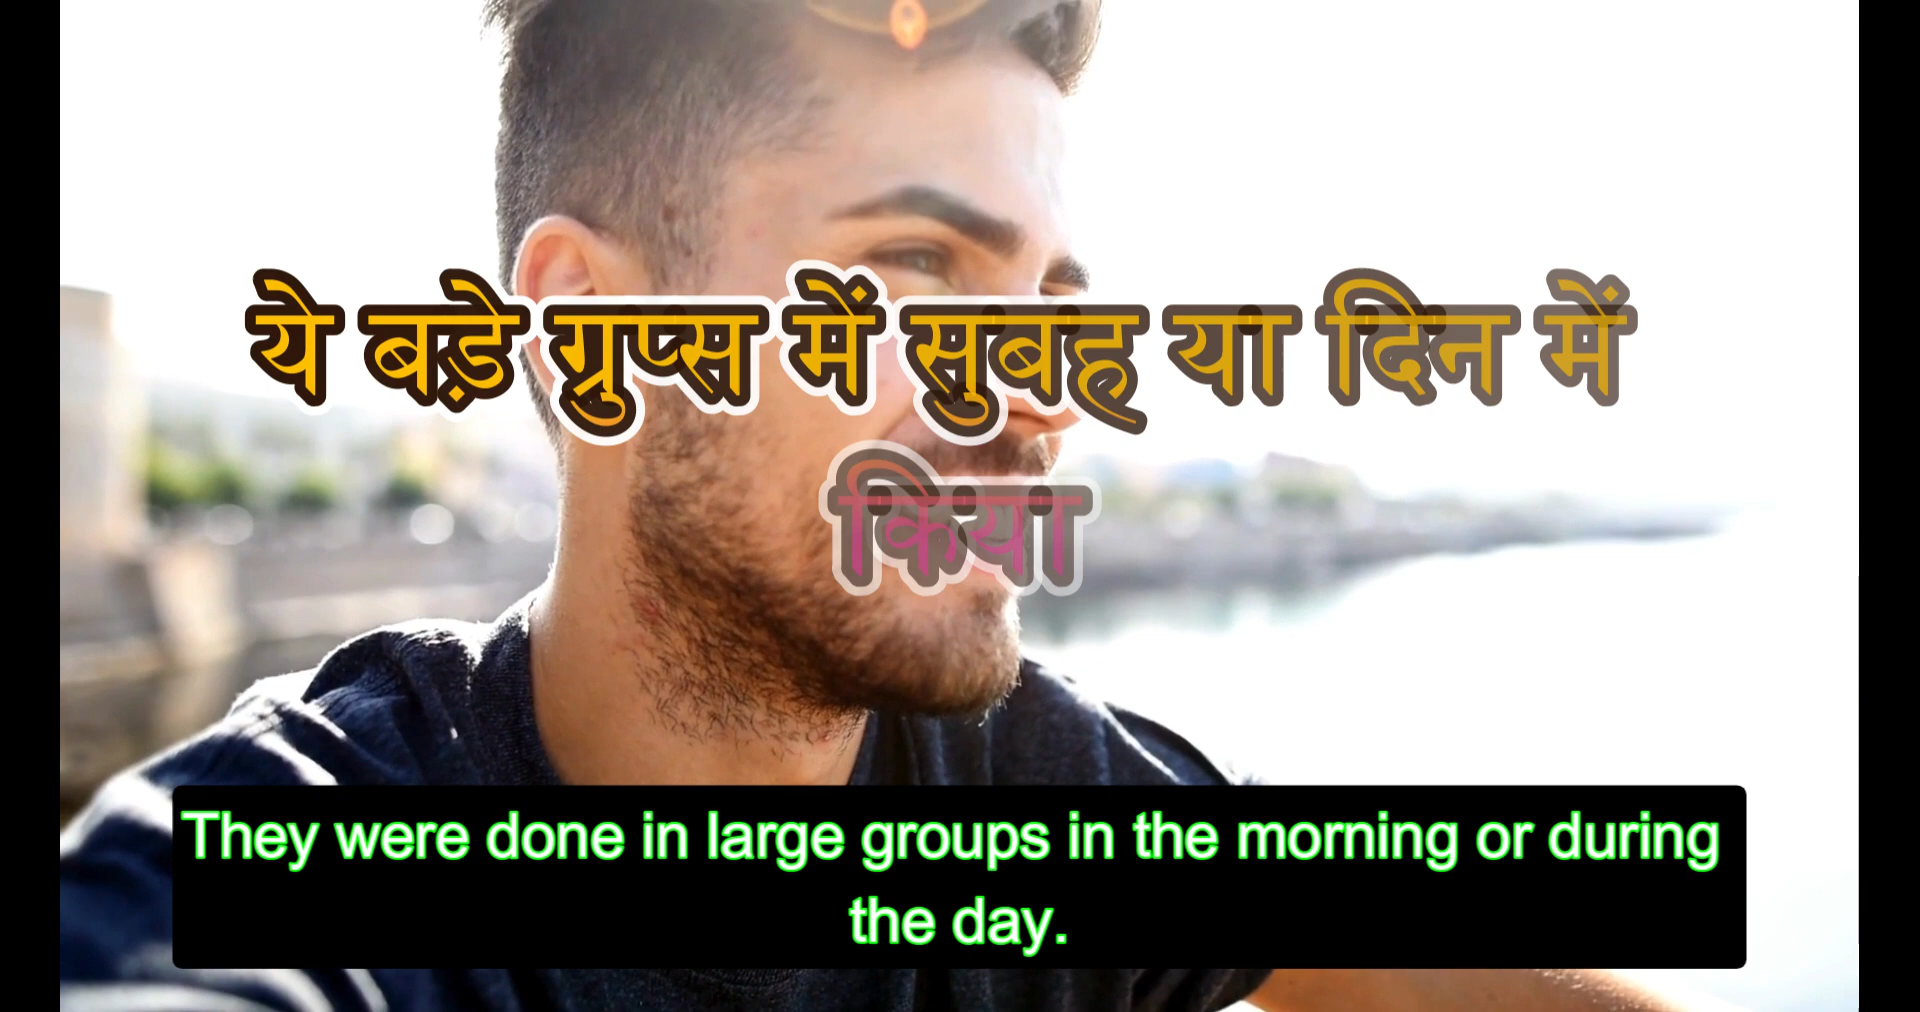 ये बड़े ग्रुप्स में सुबह या दिन में
किया
They were done in large groups in the morning or during
the day.